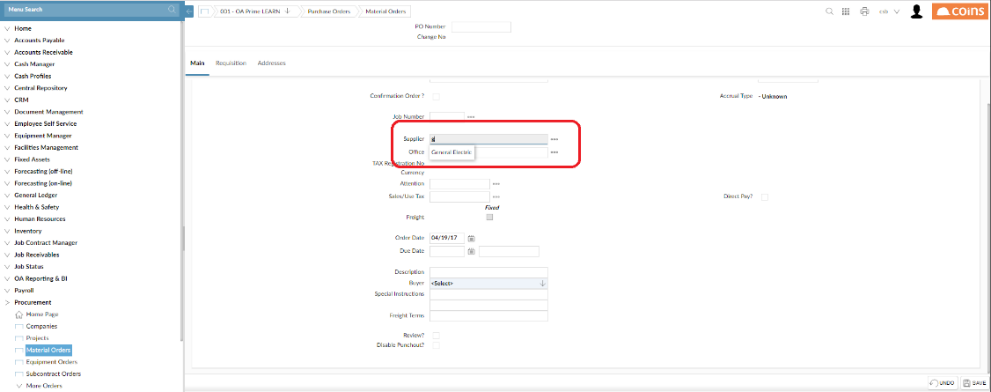 Menu Search
001 - OA Prime LEARN
Purchase Orders
Material Orders
coins
PO Number
Change No
Main
Requisition
Addresses
Home
Accounts Payable
Accounts Receivable
Cash Manager
Cash Profiles
Central Repository
CRM
Document Management
Employee Self Service
Equipment Manager
Facilities Management
Fixed Assets
Forecasting (off-line)
Forecasting (on-line)
General Ledger
Health & Safety
Human Resources
Inventory
Job Contract Manager
Job Receivables
Job Status
OA Reporting & BI
Payroll
Procurement
Home Page
Companies
Projects
Material Orders
Equipment Orders
Subcontract Orders
More Orders
Confirmation Order ?
Accrual Type - Unknown
Job Number
Supplier
Office General Electric
TAX Registration No
Currency
Attention
Sales/Use Tax
Direct Pay?
Fixed
Freight
Order Date 04/19/17
Due Date
Description
Buyer <Select>
Special Instructions
Freight Terms
Review?
Disable Punchout?
UNDO
SAVE